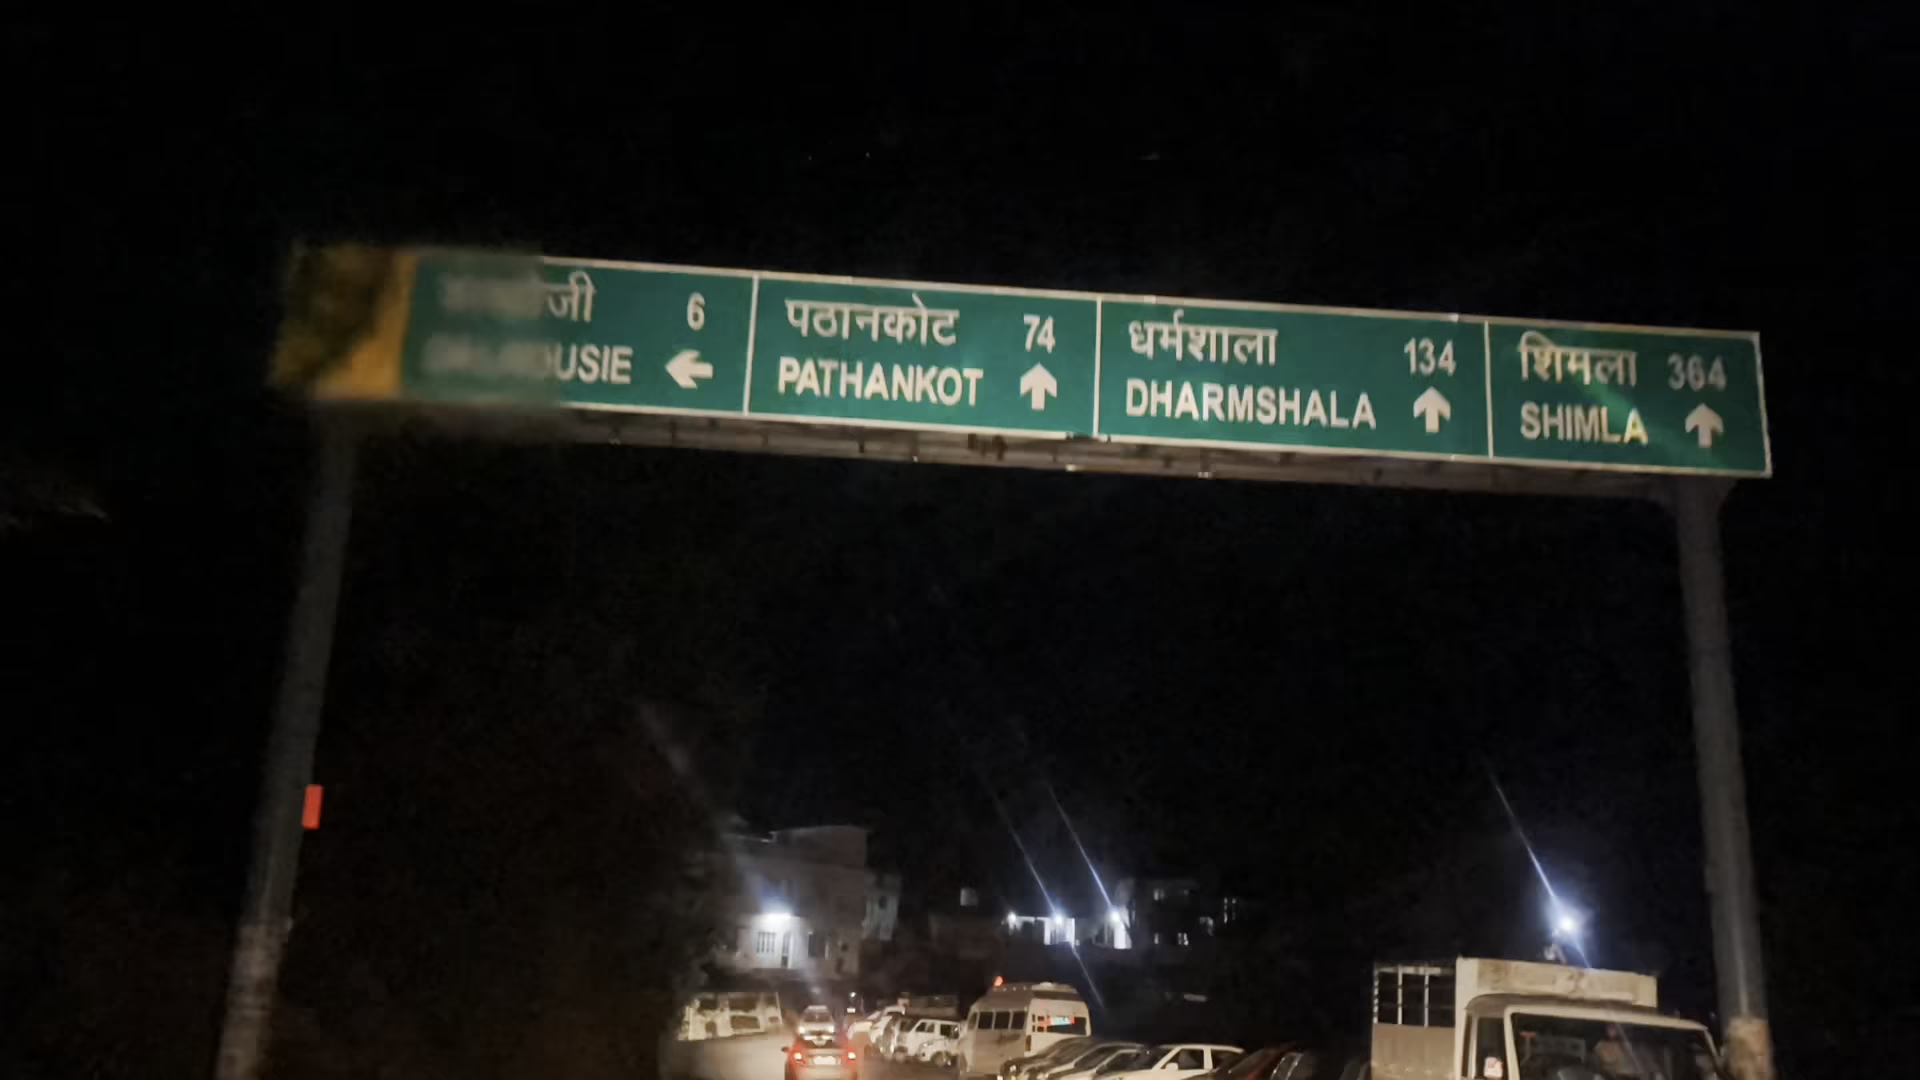 6
पठानकोट 74
PATHANKOT
धर्मशाला 134
DHARMSHALA
शिमला 364
SHIMLA